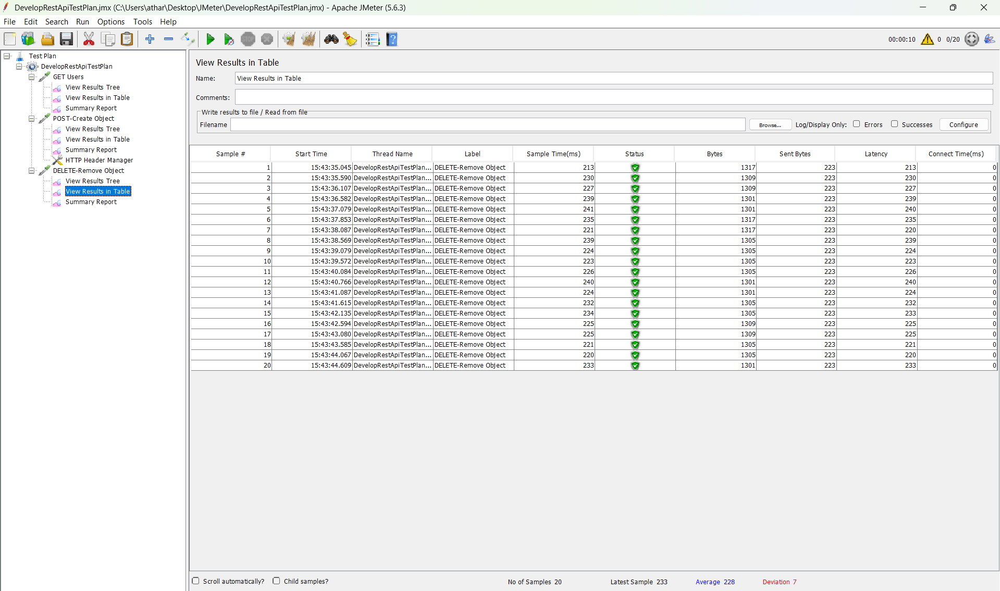 DevelopRestApiTestPlan.jmx (C:\Users\athar\Desktop\JMeter\DevelopRestApiTestPlan.jmx) - Apache JMeter (5.6.3)
File Edit Search Run Options Tools Help
STOP 00:00:10 0 0/20
Test Plan
DevelopRestApiTestPlan
GET Users
View Results Tree
View Results in Table
Summary Report
POST-Create Object
View Results Tree
View Results in Table
Summary Report
HTTP Header Manager
DELETE-Remove Object
View Results Tree
View Results in Table
Summary Report
View Results in Table
Name: View Results in Table
Comments:
Write results to file / Read from file
Filename Browse... Log/Display Only: Errors Successes Configure
Sample # Start Time Thread Name Label Sample Time(ms) Status Bytes Sent Bytes Latency Connect Time(ms)
1 15:43:35.045 DevelopRestApiTestPlan... DELETE-Remove Object 213 1317 223 213 0
2 15:43:35.590 DevelopRestApiTestPlan... DELETE-Remove Object 230 1309 223 230 0
3 15:43:36.107 DevelopRestApiTestPlan... DELETE-Remove Object 227 1309 223 227 0
4 15:43:36.582 DevelopRestApiTestPlan... DELETE-Remove Object 239 1301 223 239 0
5 15:43:37.079 DevelopRestApiTestPlan... DELETE-Remove Object 241 1301 223 240 0
6 15:43:37.853 DevelopRestApiTestPlan... DELETE-Remove Object 235 1317 223 235 0
7 15:43:38.087 DevelopRestApiTestPlan... DELETE-Remove Object 221 1317 223 220 0
8 15:43:38.569 DevelopRestApiTestPlan... DELETE-Remove Object 239 1305 223 239 0
9 15:43:39.079 DevelopRestApiTestPlan... DELETE-Remove Object 224 1305 223 224 0
10 15:43:39.572 DevelopRestApiTestPlan... DELETE-Remove Object 223 1305 223 223 0
11 15:43:40.084 DevelopRestApiTestPlan... DELETE-Remove Object 226 1305 223 226 0
12 15:43:40.766 DevelopRestApiTestPlan... DELETE-Remove Object 240 1301 223 240 0
13 15:43:41.087 DevelopRestApiTestPlan... DELETE-Remove Object 224 1301 223 224 0
14 15:43:41.615 DevelopRestApiTestPlan... DELETE-Remove Object 232 1305 223 232 0
15 15:43:42.135 DevelopRestApiTestPlan... DELETE-Remove Object 234 1305 223 233 0
16 15:43:42.594 DevelopRestApiTestPlan... DELETE-Remove Object 225 1309 223 225 0
17 15:43:43.080 DevelopRestApiTestPlan... DELETE-Remove Object 225 1309 223 225 0
18 15:43:43.585 DevelopRestApiTestPlan... DELETE-Remove Object 221 1305 223 221 0
19 15:43:44.067 DevelopRestApiTestPlan... DELETE-Remove Object 220 1305 223 220 0
20 15:43:44.609 DevelopRestApiTestPlan... DELETE-Remove Object 233 1301 223 233 0
Scroll automatically? Child samples? No of Samples 20 Latest Sample 233 Average 228 Deviation 7